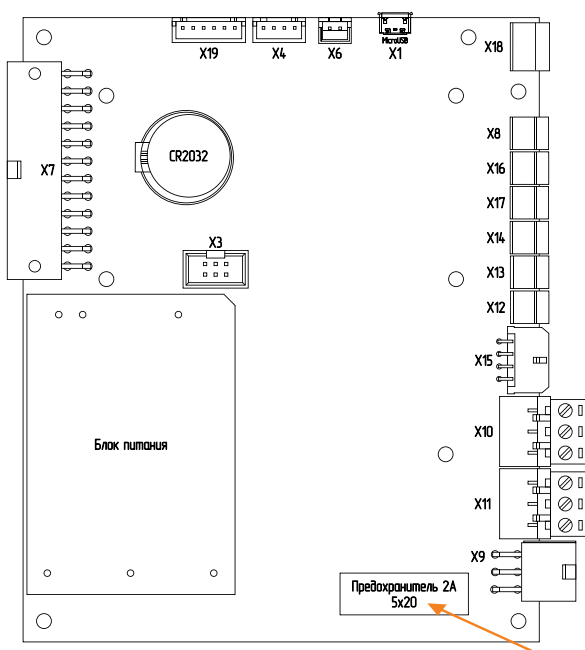 X19
X4
X6
MicroUSB
X1
X18
X7
CR2032
X8
X16
X17
X14
X3
X13
X12
X15
X10
Блок питания
X11
X9
Предохранитель 2А
5х20